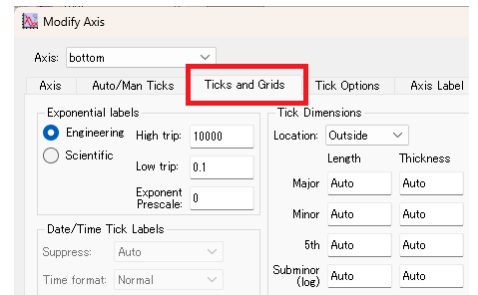 Modify Axis
Axis: bottom
Axis Auto/Man Ticks Ticks and Grids Tick Options Axis Label
Exponential labels
Engineering High trip: 10000
Scientific
Low trip: 0.1
Exponent Prescale: 0
Date/Time Tick Labels
Suppress: Auto
Time format: Normal
Tick Dimensions
Location: Outside
Length Thickness
Major Auto Auto
Minor Auto Auto
5th Auto Auto
Subminor (log) Auto Auto